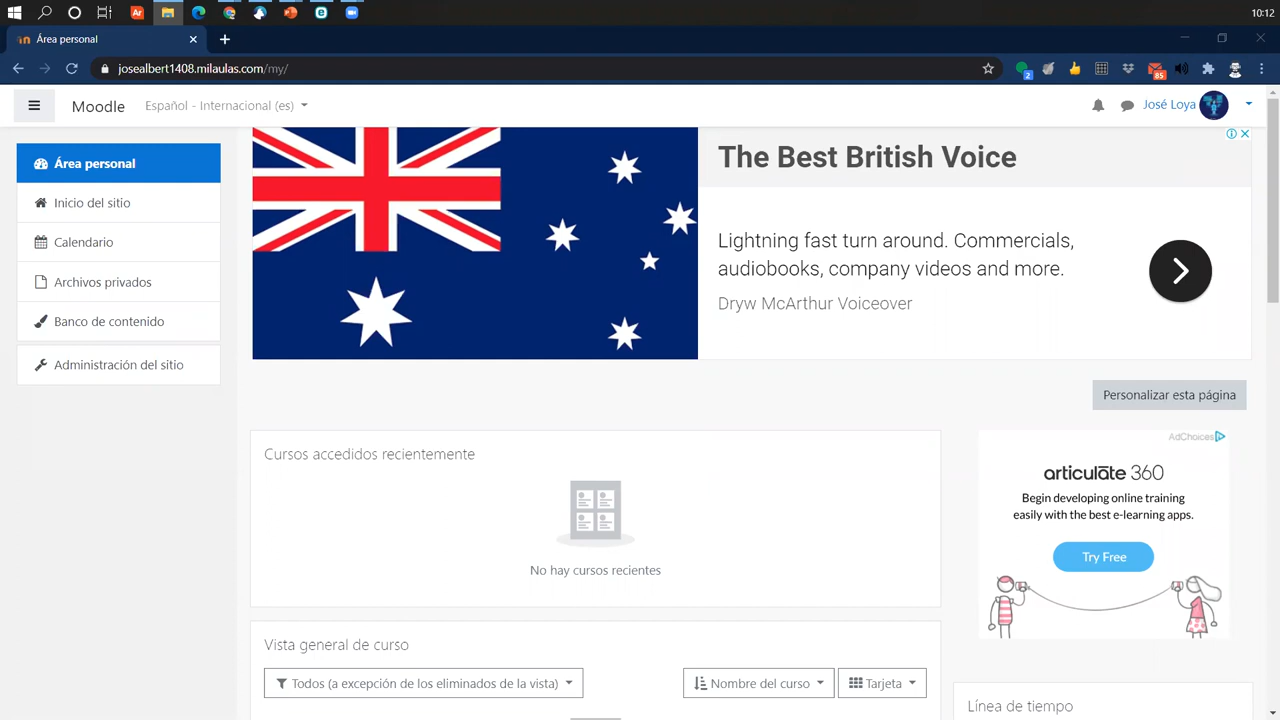 10:12
Área personal
josealbert1408.milaulas.com/my/
2
85
Moodle
Español - Internacional (es)
José Loya
Área personal
Inicio del sitio
Calendario
Archivos privados
Banco de contenido
Administración del sitio
The Best British Voice
Lightning fast turn around. Commercials,
audiobooks, company videos and more.
Dryw McArthur Voiceover
Personalizar esta página
Cursos accedidos recientemente
No hay cursos recientes
AdChoices
articulate 360
Begin developing online training
easily with the best e-learning apps.
Try Free
Vista general de curso
Todos (a excepción de los eliminados de la vista)
Nombre del curso
Tarjeta
Línea de tiempo